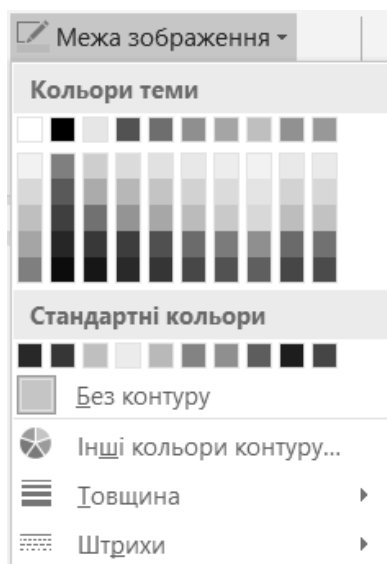 Межа зображення
Кольори теми
Стандартні кольори
Без контуру
Інші кольори контуру...
Товщина
Штрихи